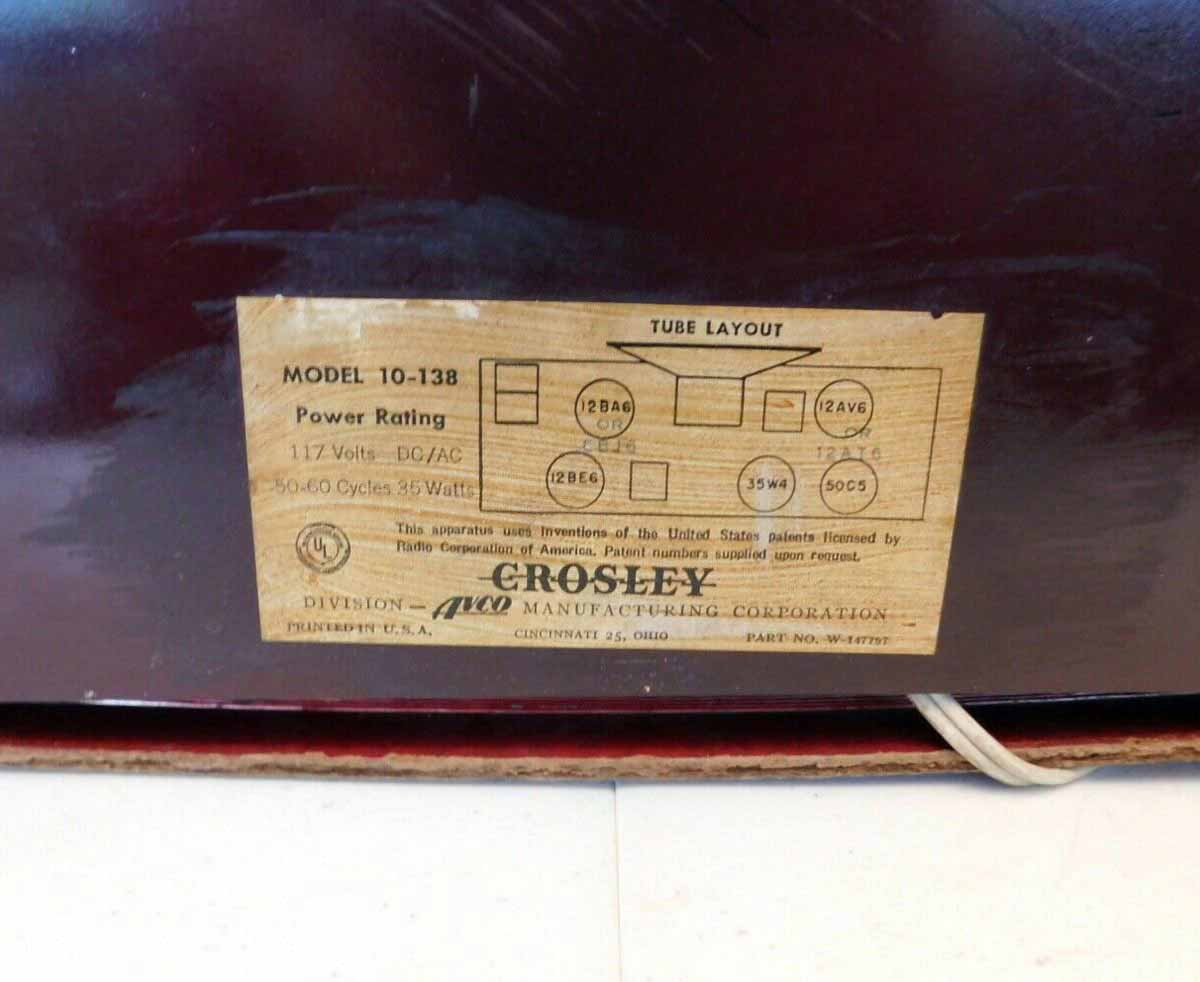 TUBE LAYOUT
MODEL 10-138
Power Rating
117 Volts DC/AC
50-60 Cycles 35 Watts
12BA6
OR
12AV6
OR
12AT6
12BE6
35W4
50C5
UL
This apparatus uses inventions of the United States patents licensed by
Radio Corporation of America. Patent numbers supplied upon request.
CROSLEY
DIVISION — AVCO MANUFACTURING CORPORATION
PRINTED IN U.S.A. CINCINNATI 25, OHIO PART NO. W-147797